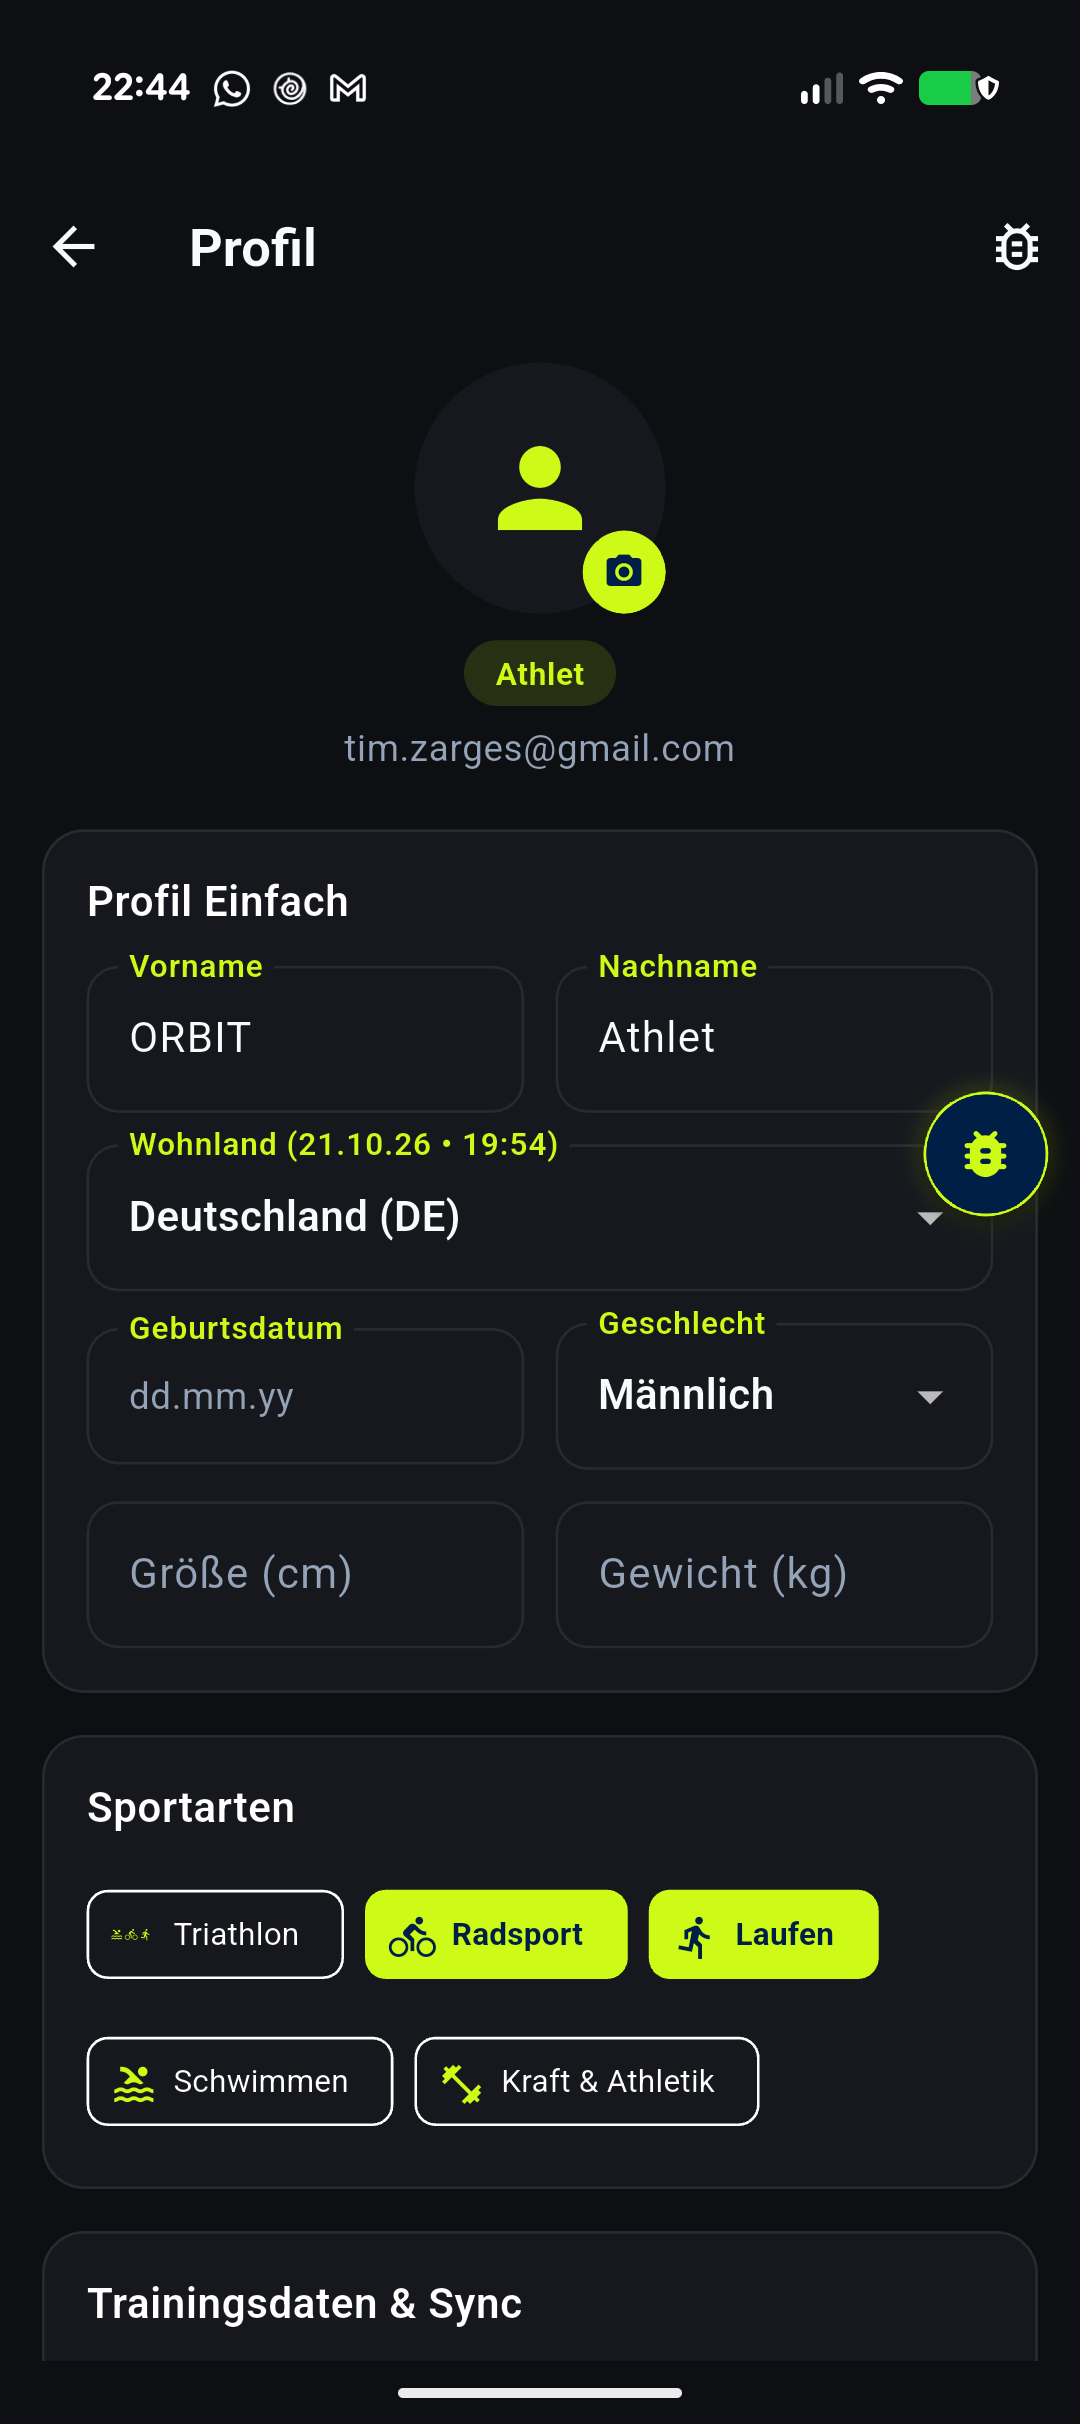 22:44
Profil
Athlet
tim.zarges@gmail.com
Profil Einfach
Vorname
Nachname
ORBIT
Athlet
Wohnland (21.10.26 • 19:54)
Deutschland (DE)
Geburtsdatum
Geschlecht
dd.mm.yy
Männlich
Größe (cm)
Gewicht (kg)
Sportarten
Triathlon
Radsport
Laufen
Schwimmen
Kraft & Athletik
Trainingsdaten & Sync